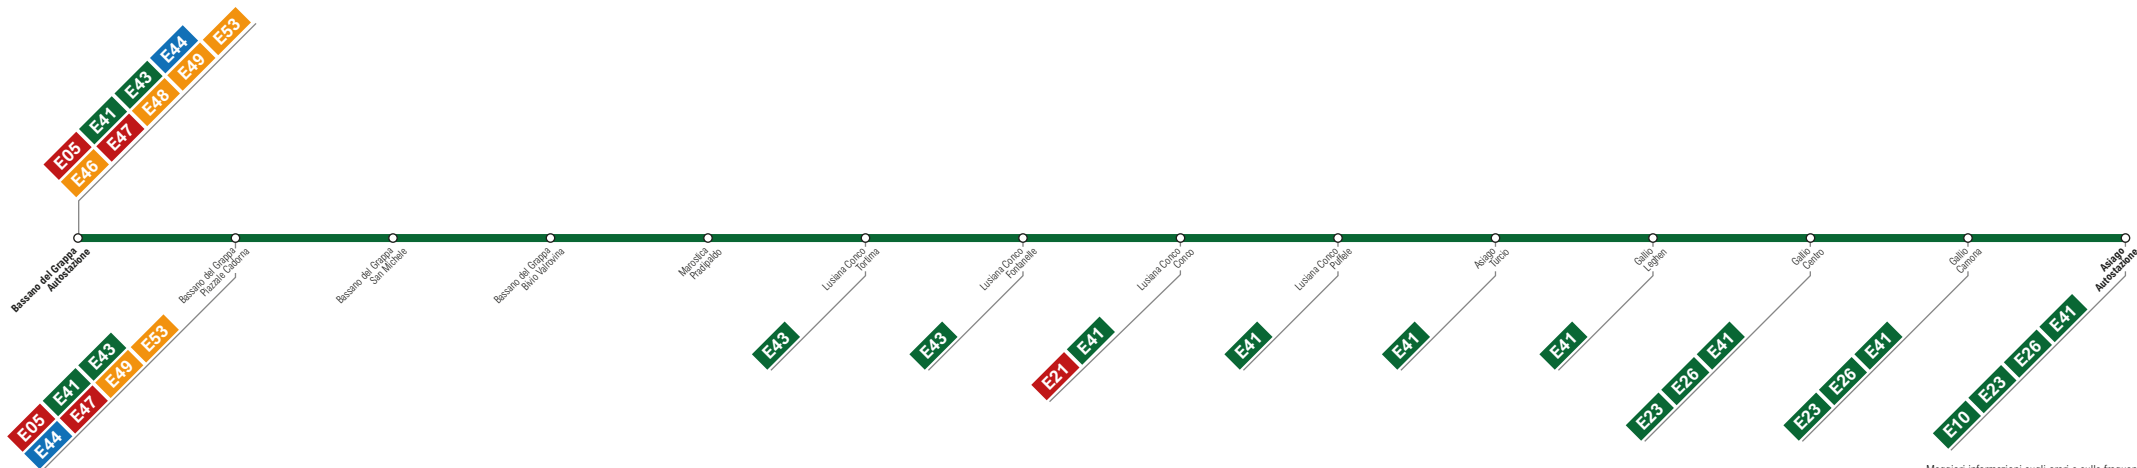 E05 E41 E43 E44
E46 E47 E48 E49 E53
Bassano del Grappa
Autostazione
Bassano del Grappa
Piazzale Cadorna
Bassano del Grappa
San Michele
Bassano del Grappa
Bivio Valrovina
Marostica
Pradipaldo
Lusiana Conco
Tortima
Lusiana Conco
Fontanelle
Lusiana Conco
Conco
Lusiana Conco
Puffele
Asiago
Turcio
Gallio
Leghen
Gallio
Centro
Gallio
Camona
Asiago
Autostazione
E05 E41 E43
E44 E47 E49 E53
E43
E43
E21 E41
E41
E41
E41
E23 E26 E41
E23 E26 E41
E10 E23 E26 E41